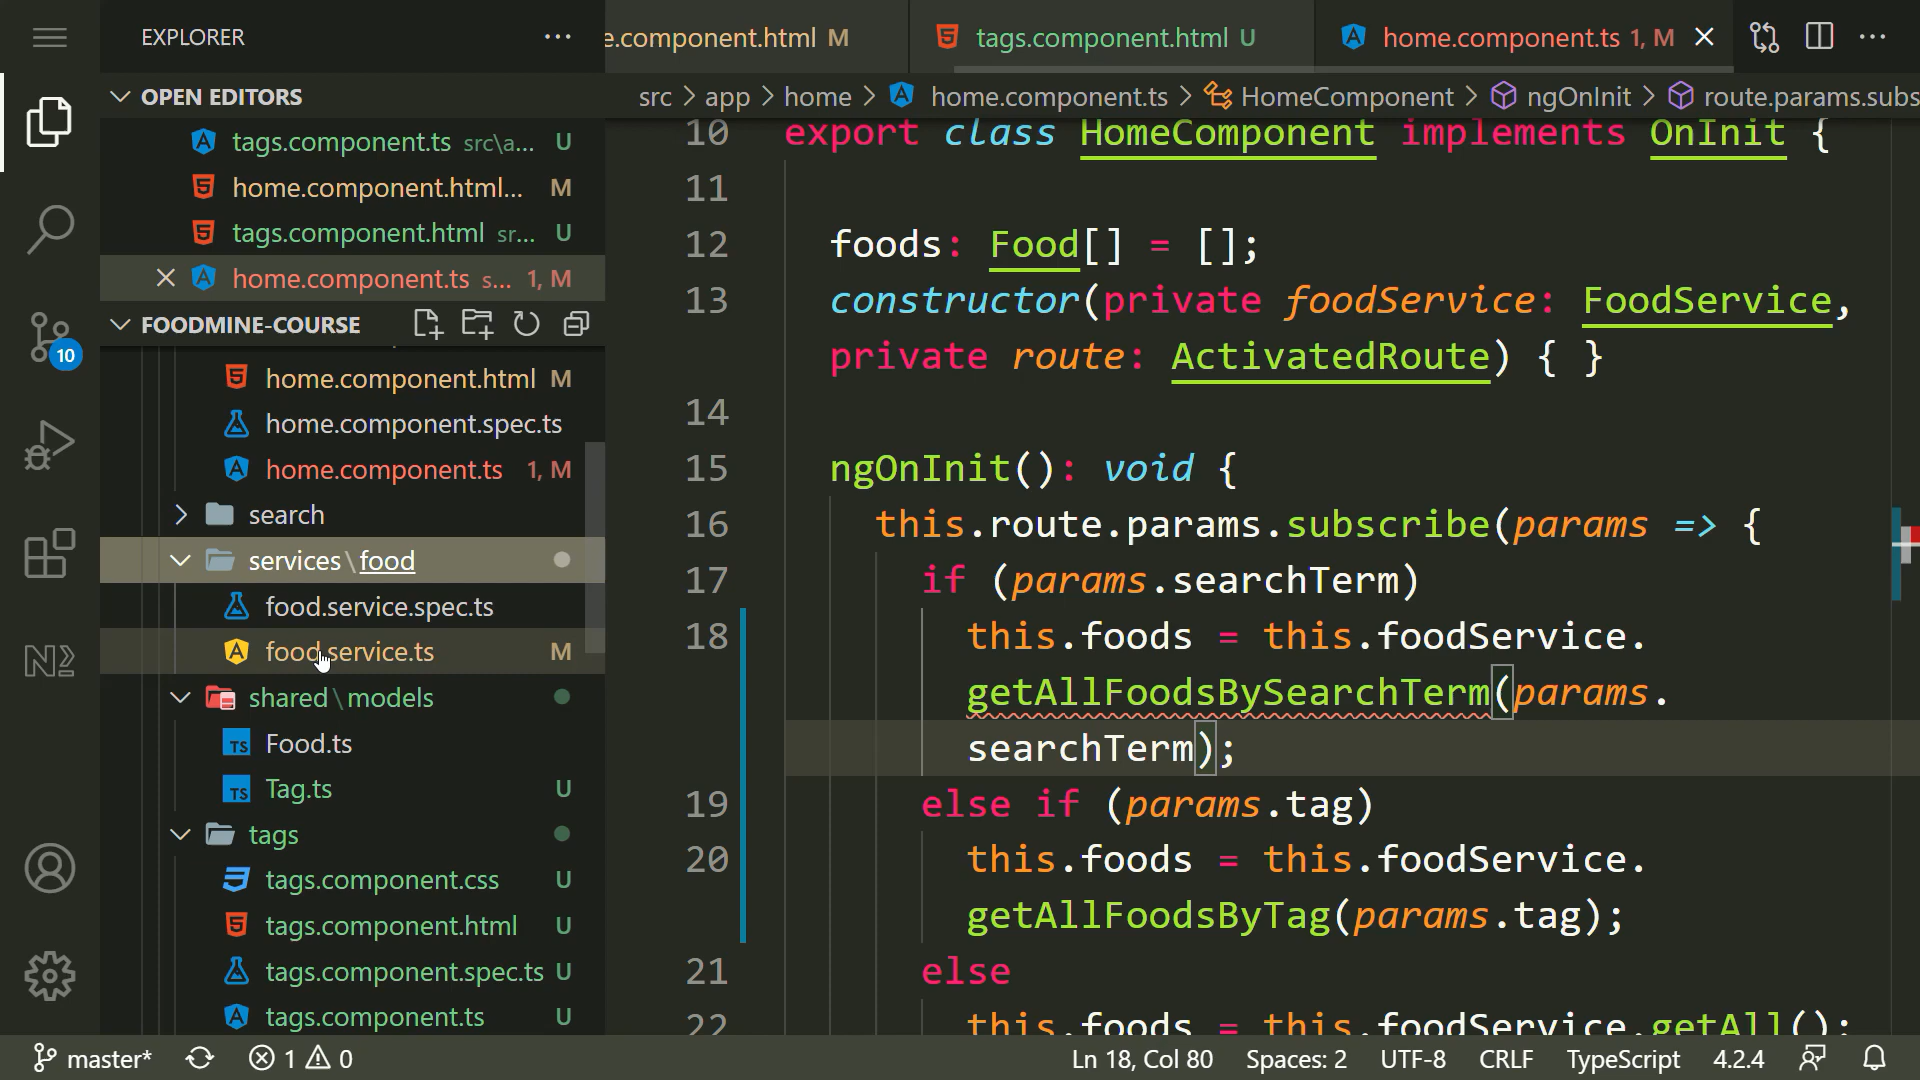 EXPLORER
OPEN EDITORS
tags.component.ts src\a... U
home.component.html... M
tags.component.html sr... U
home.component.ts s... 1, M
FOODMINE-COURSE
home.component.html M
home.component.spec.ts
home.component.ts 1, M
search
services\food
food.service.spec.ts
food.service.ts M
shared\models
Food.ts
Tag.ts U
tags
tags.component.css U
tags.component.html U
tags.component.spec.ts U
tags.component.ts U
10
e.component.html M
tags.component.html U
home.component.ts 1, M
src > app > home > home.component.ts > HomeComponent > ngOnInit > route.params.subs
10 export class HomeComponent implements OnInit {
11
12 foods: Food[] = [];
13 constructor(private foodService: FoodService,
private route: ActivatedRoute) { }
14
15 ngOnInit(): void {
16 this.route.params.subscribe(params => {
17 if (params.searchTerm)
18 this.foods = this.foodService.
getAllFoodsBySearchTerm(params.
searchTerm);
19 else if (params.tag)
20 this.foods = this.foodService.
getAllFoodsByTag(params.tag);
21 else
22 this.foods = this.foodService.getAll();
master* 1 0 Ln 18, Col 80 Spaces: 2 UTF-8 CRLF TypeScript 4.2.4